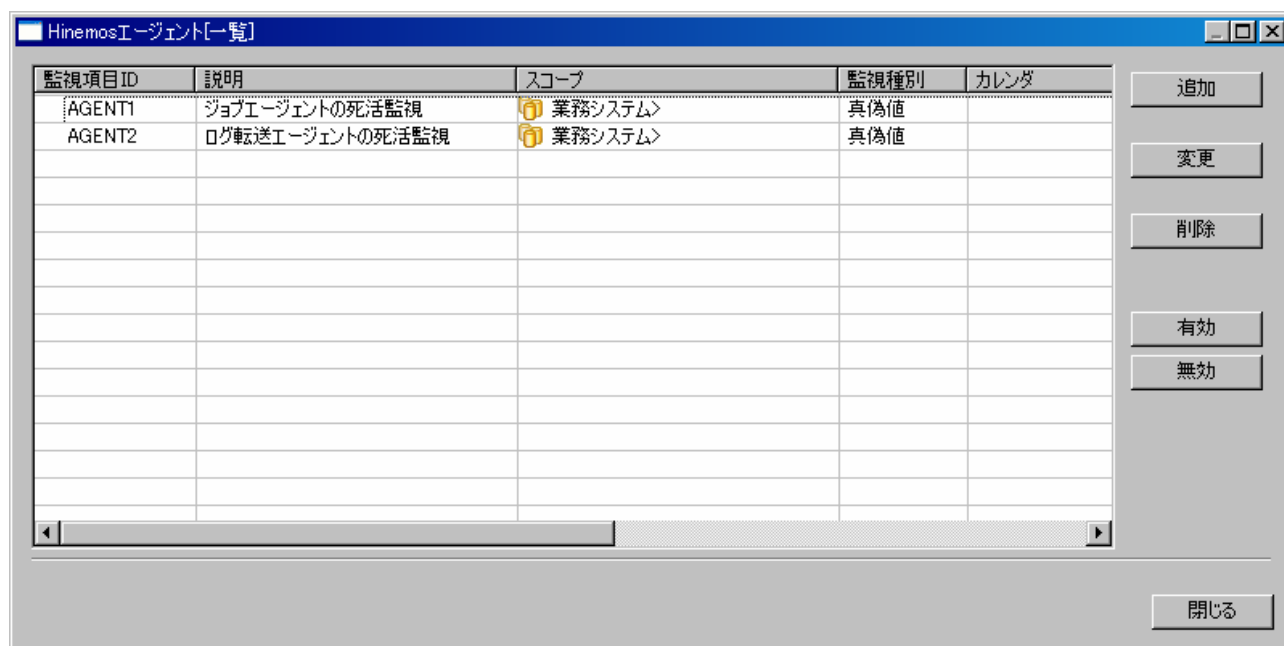 Hinemosエージェント[一覧]
監視項目ID 説明 スコープ 監視種別 カレンダ
AGENT1 ジョブエージェントの死活監視 業務システム> 真偽値
AGENT2 ログ転送エージェントの死活監視 業務システム> 真偽値
追加
変更
削除
有効
無効
閉じる